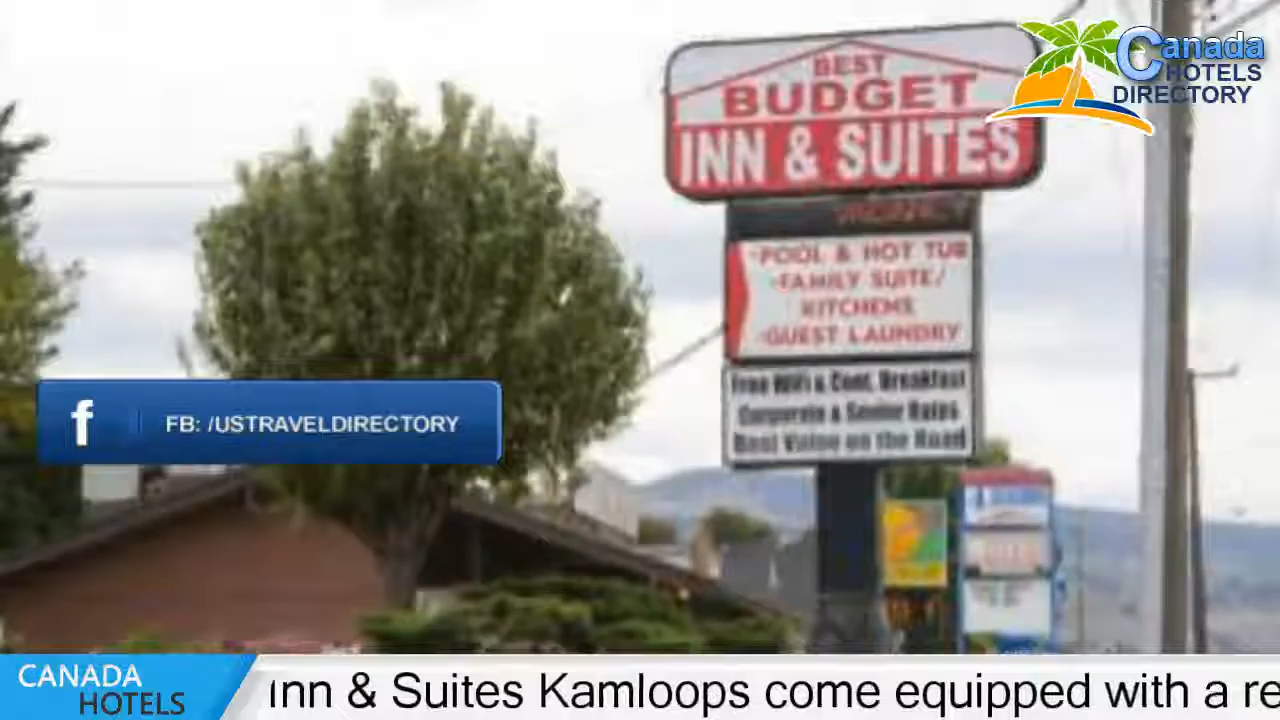 Canada
HOTELS
DIRECTORY
BEST
BUDGET
INN & SUITES
VACANCY
·POOL & HOT TUB
·FAMILY SUITE/
KITCHENS
·GUEST LAUNDRY
Free WiFi & Cont. Breakfast
Corporate & Senior Rates
Best Value on the Road
f FB: /USTRAVELDIRECTORY
CANADA
HOTELS
Inn & Suites Kamloops come equipped with a re